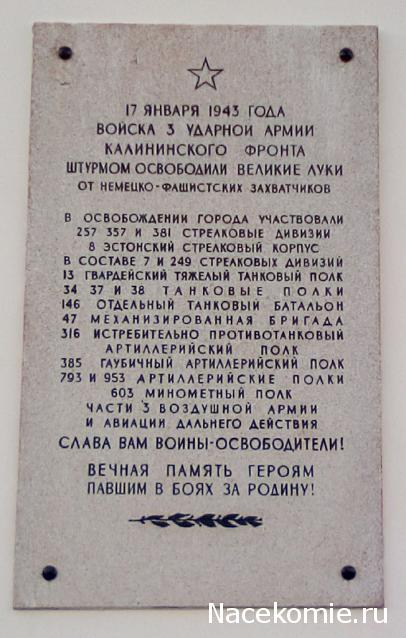 17 ЯНВАРЯ 1943 ГОДА
ВОЙСКА 3 УДАРНОЙ АРМИИ
КАЛИНИНСКОГО ФРОНТА
ШТУРМОМ ОСВОБОДИЛИ ВЕЛИКИЕ ЛУКИ
ОТ НЕМЕЦКО-ФАШИСТСКИХ ЗАХВАТЧИКОВ
В ОСВОБОЖДЕНИИ ГОРОДА УЧАСТВОВАЛИ
257 357 И 381 СТРЕЛКОВЫЕ ДИВИЗИИ
8 ЭСТОНСКИЙ СТРЕЛКОВЫЙ КОРПУС
В СОСТАВЕ 7 И 249 СТРЕЛКОВЫХ ДИВИЗИЙ
13 ГВАРДЕЙСКИЙ ТЯЖЕЛЫЙ ТАНКОВЫЙ ПОЛК
34 37 И 38 ТАНКОВЫЕ ПОЛКИ
146 ОТДЕЛЬНЫЙ ТАНКОВЫЙ БАТАЛЬОН
47 МЕХАНИЗИРОВАННАЯ БРИГАДА
316 ИСТРЕБИТЕЛЬНО ПРОТИВОТАНКОВЫЙ
АРТИЛЛЕРИЙСКИЙ ПОЛК
385 ГАУБИЧНЫЙ АРТИЛЛЕРИЙСКИЙ ПОЛК
793 И 953 АРТИЛЛЕРИЙСКИЕ ПОЛКИ
603 МИНОМЕТНЫЙ ПОЛК
ЧАСТИ 3 ВОЗДУШНОЙ АРМИИ
И АВИАЦИИ ДАЛЬНЕГО ДЕЙСТВИЯ
СЛАВА ВАМ ВОИНЫ-ОСВОБОДИТЕЛИ!
ВЕЧНАЯ ПАМЯТЬ ГЕРОЯМ
ПАВШИМ В БОЯХ ЗА РОДИНУ!
Nacekomie.ru